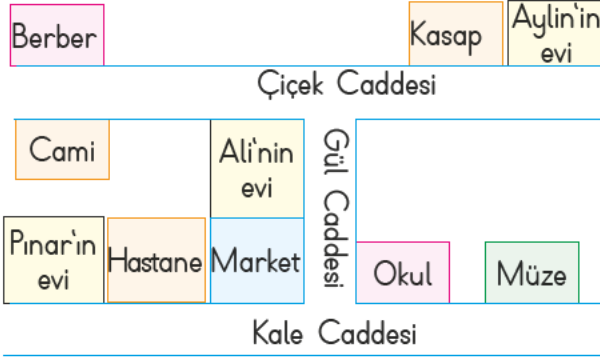 Berber
Kasap
Aylin'in
evi
Çiçek Caddesi
Cami
Ali'nin
evi
Gül Caddesi
Pınar'ın
evi
Hastane
Market
Okul
Müze
Kale Caddesi